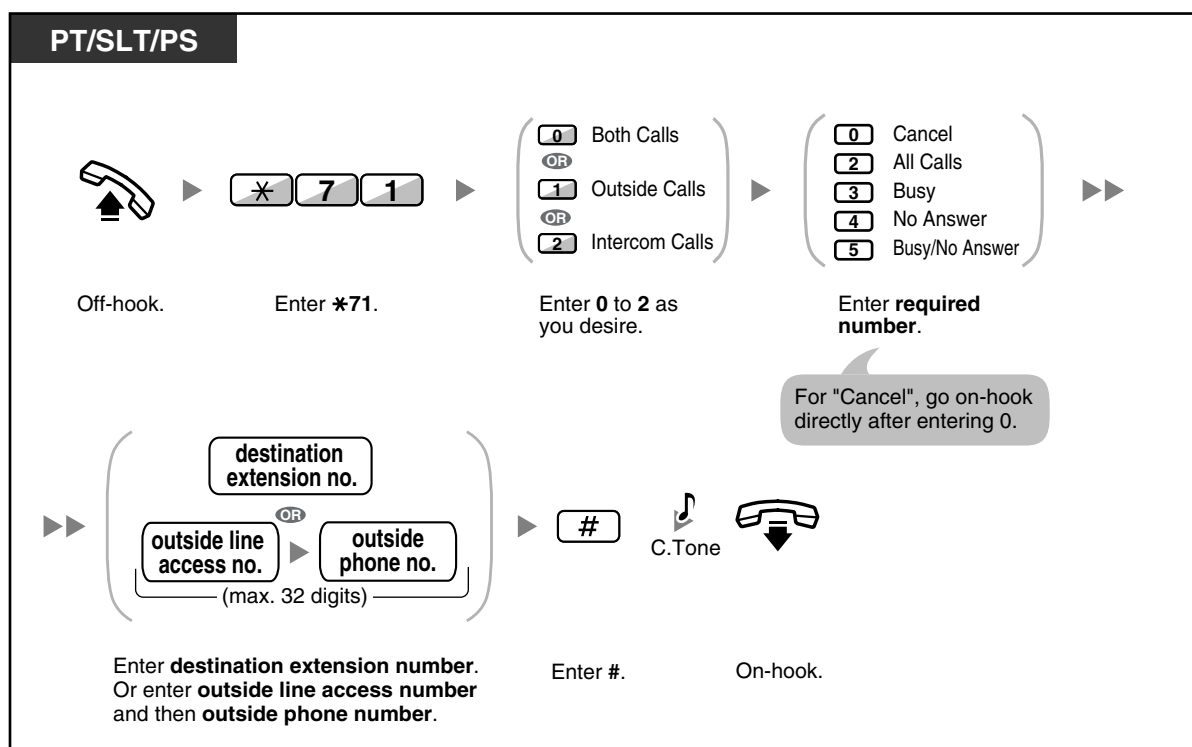 PT/SLT/PS
0 Both Calls
OR
1 Outside Calls
OR
2 Intercom Calls
0 Cancel
2 All Calls
3 Busy
4 No Answer
5 Busy/No Answer
✳ 7 1
Off-hook.
Enter ✳71.
Enter 0 to 2 as
you desire.
Enter required
number.
For "Cancel", go on-hook
directly after entering 0.
destination
extension no.
OR
outside line
access no.
outside
phone no.
(max. 32 digits)
#
C.Tone
Enter destination extension number.
Or enter outside line access number
and then outside phone number.
Enter #.
On-hook.